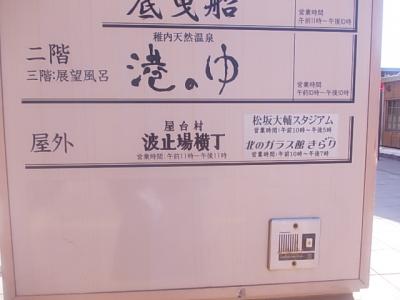 底曳船
営業時間
午前11時〜午後10時
二階
三階:展望風呂
稚内天然温泉
港のゆ
営業時間
午前10時〜午後10時
屋外
屋台村
波止場横丁
営業時間:午前11時〜午後11時
松坂大輔スタジアム
営業時間:午前10時〜午後5時
北のガラス館きらり
営業時間:午前10時〜午後7時